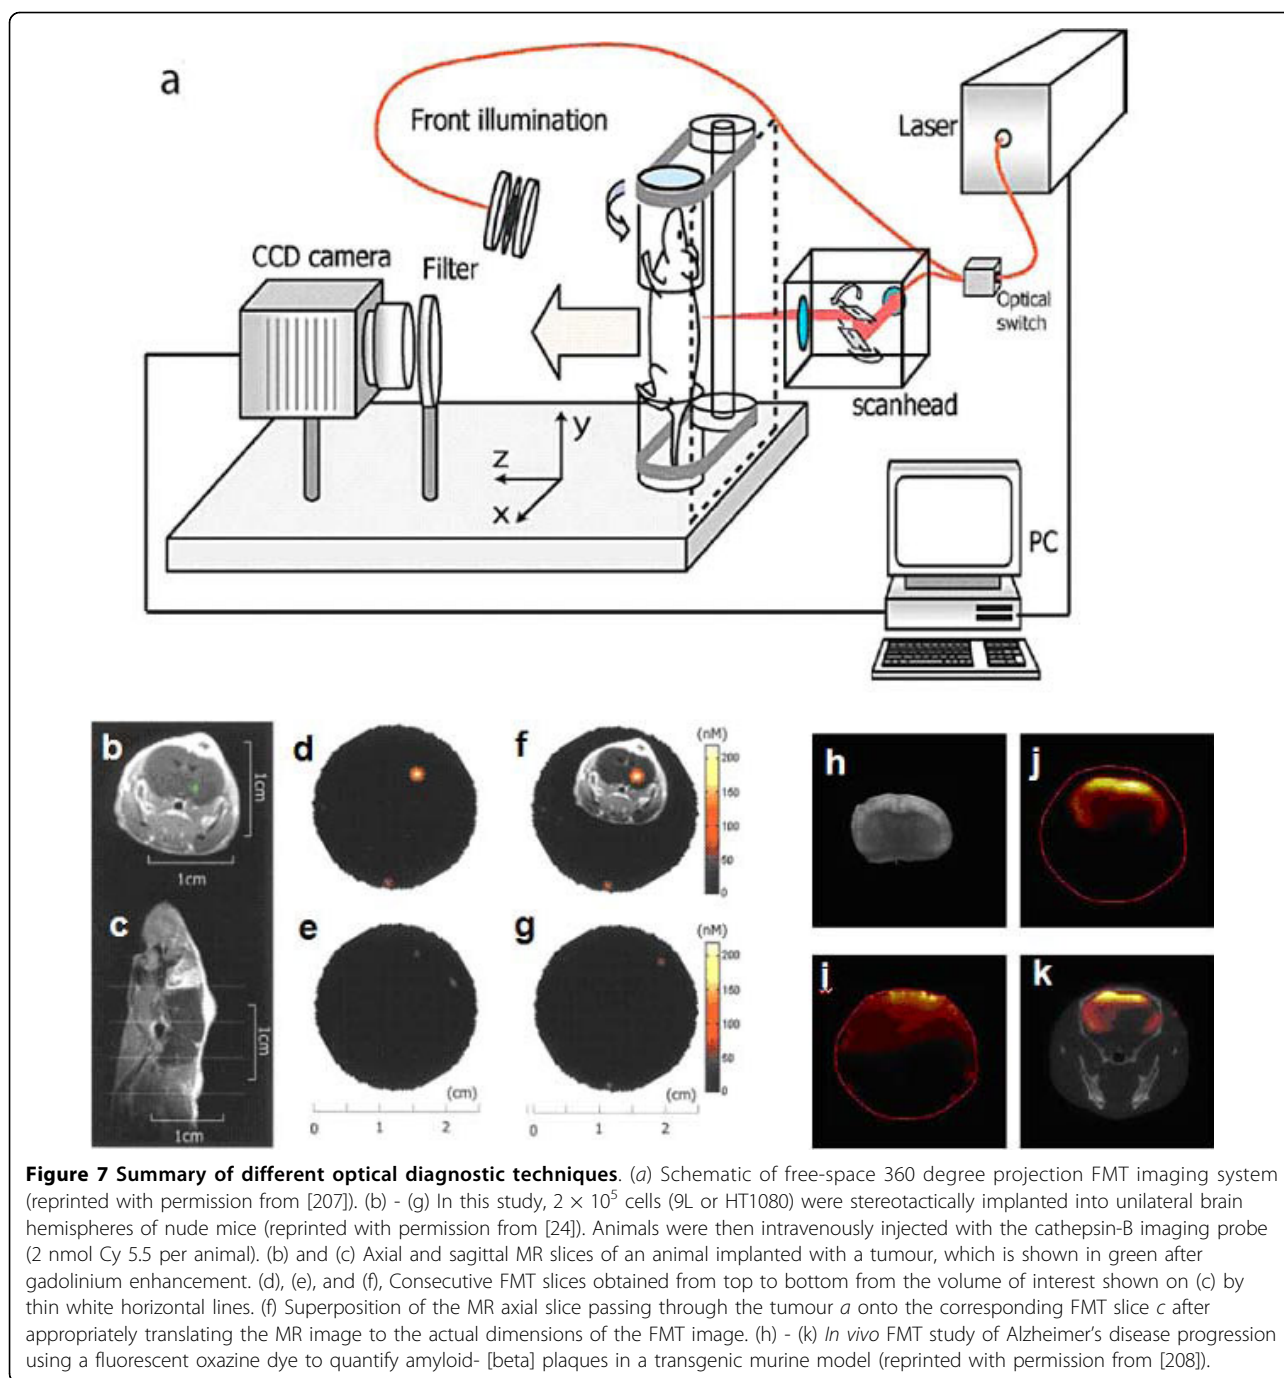 a
Front illumination
Laser
CCD camera
Filter
Optical
switch
scanhead
y
z
x
PC
b
1cm
1cm
c
1cm
1cm
d
e
(cm)
0 1 2
f
(nM)
200
150
100
50
0
g
(nM)
200
150
100
50
0
(cm)
0 1 2
h
j
i
k
Figure 7 Summary of different optical diagnostic techniques. (a) Schematic of free-space 360 degree projection FMT imaging system
(reprinted with permission from [207]). (b) - (g) In this study, 2 × 10⁵ cells (9L or HT1080) were stereotactically implanted into unilateral brain
hemispheres of nude mice (reprinted with permission from [24]). Animals were then intravenously injected with the cathepsin-B imaging probe
(2 nmol Cy 5.5 per animal). (b) and (c) Axial and sagittal MR slices of an animal implanted with a tumour, which is shown in green after
gadolinium enhancement. (d), (e), and (f), Consecutive FMT slices obtained from top to bottom from the volume of interest shown on (c) by
thin white horizontal lines. (f) Superposition of the MR axial slice passing through the tumour a onto the corresponding FMT slice c after
appropriately translating the MR image to the actual dimensions of the FMT image. (h) - (k) In vivo FMT study of Alzheimer's disease progression
using a fluorescent oxazine dye to quantify amyloid- [beta] plaques in a transgenic murine model (reprinted with permission from [208]).